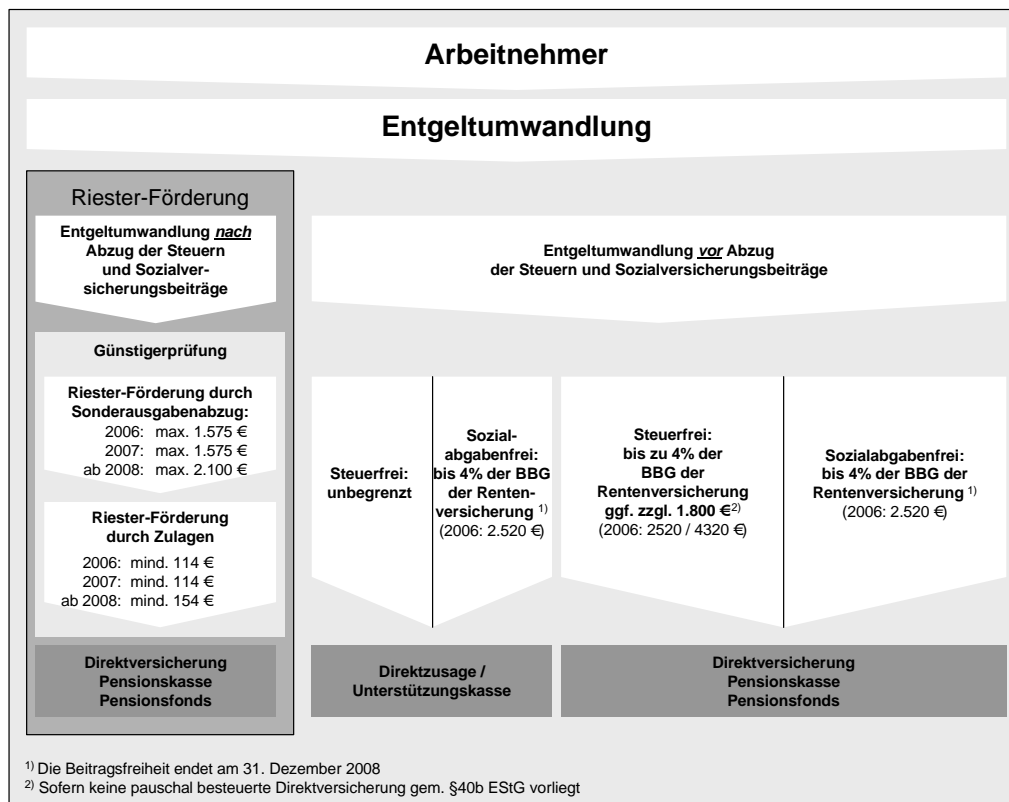 Arbeitnehmer
Entgeltumwandlung
Riester-Förderung
Entgeltumwandlung nach
Abzug der Steuern
und Sozialver-
sicherungsbeiträge
Günstigerprüfung
Riester-Förderung durch
Sonderausgabenabzug:
2006: max. 1.575 €
2007: max. 1.575 €
ab 2008: max. 2.100 €
Riester-Förderung
durch Zulagen
2006: mind. 114 €
2007: mind. 114 €
ab 2008: mind. 154 €
Direktversicherung
Pensionskasse
Pensionsfonds
Entgeltumwandlung vor Abzug
der Steuern und Sozialversicherungsbeiträge
Steuerfrei:
unbegrenzt
Sozial-
abgabenfrei:
bis 4% der BBG
der Renten-
versicherung 1)
(2006: 2.520 €)
Direktzusage /
Unterstützungskasse
Steuerfrei:
bis zu 4% der
BBG der
Rentenversicherung
ggf. zzgl. 1.800 €2)
(2006: 2520 / 4320 €)
Sozialabgabenfrei:
bis 4% der BBG der
Rentenversicherung 1)
(2006: 2.520 €)
Direktversicherung
Pensionskasse
Pensionsfonds
1) Die Beitragsfreiheit endet am 31. Dezember 2008
2) Sofern keine pauschal besteuerte Direktversicherung gem. §40b EStG vorliegt